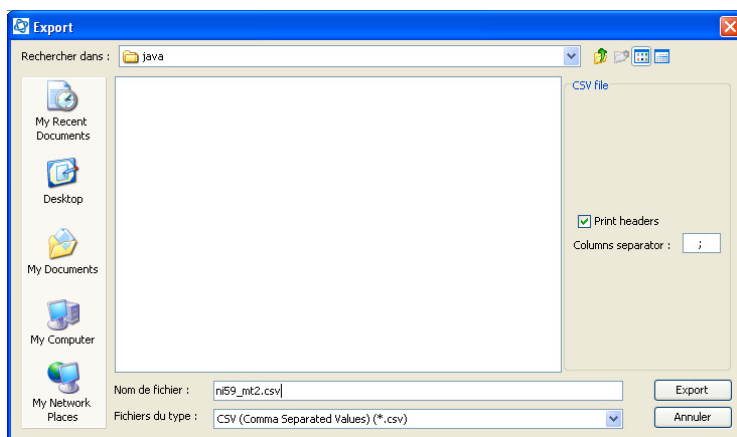 Export
Rechercher dans :
java
CSV file
My Recent
Documents
Desktop
My Documents
My Computer
My Network
Places
Print headers
Columns separator :
;
Nom de fichier :
ni59_mt2.csv
Export
Fichiers du type :
CSV (Comma Separated Values) (*.csv)
Annuler